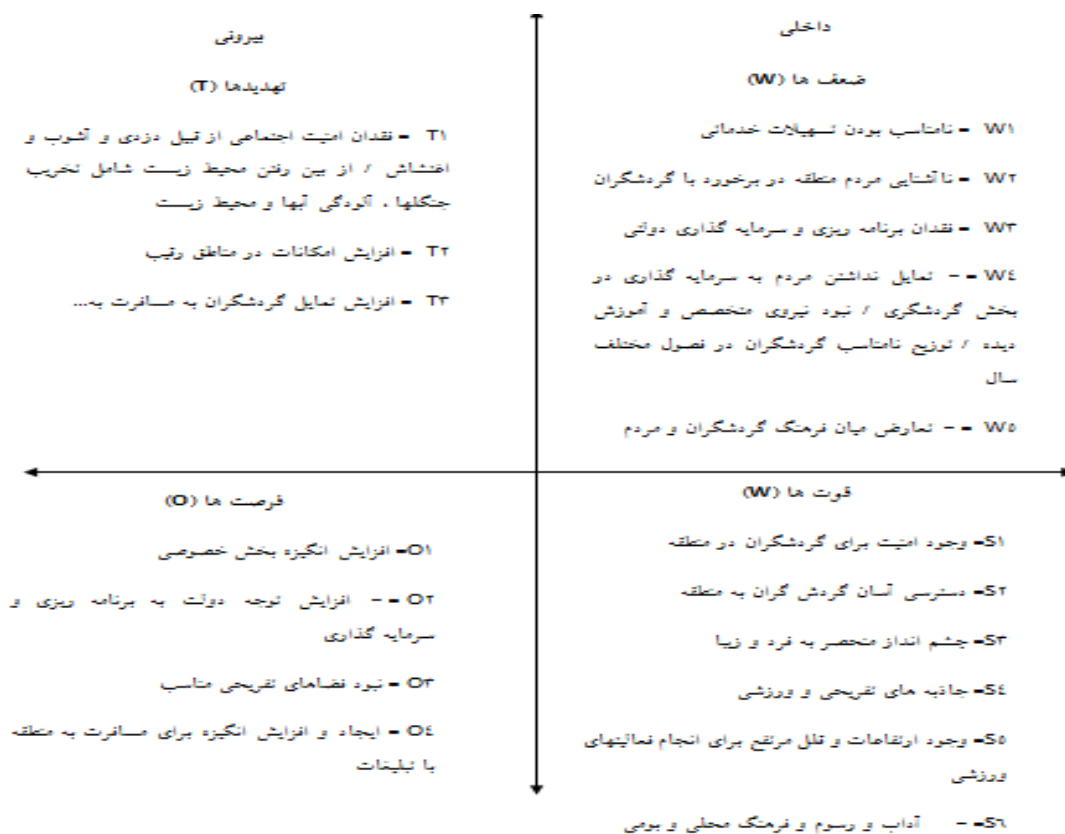 داخلی
ضعف ها (W)
W۱ - نامتاسب بودن تسهیلات خدماتی
W۲ - ناآشنایی مردم منطقه در برخورد با گردشگران
W۳ - فقدان برنامه ریزی و سرمایه گذاری دولتی
W٤ - - تمایل نداشتن مردم به سرمایه گذاری در
بخش گردشگری / نبود نیروی متخصص و آموزش
دیده / توزیع نامتاسب گردشگران در فصول مختلف
سال
W۵ - - تعارض میان فرهنگ گردشگران و مردم
بیرونی
تهدیدها (T)
T۱ - فقدان امنیت اجتماعی از قبیل دزدی و آشوب و
اغتشاش / از بین رفتن محیط زیست شامل تخریب
جنگلها ، آلودگی آبها و محیط زیست
T۲ - افزایش امکانات در مناطق رقیب
T۳ - افزایش تمایل گردشگران به مسافرت به...
قوت ها (W)
S۱- وجود امنیت برای گردشگران در منطقه
S۲- دسترسی آسان گردش گران به منطقه
S۳- چشم انداز متحصر به فرد و زیبا
S٤- جاذبه های تفریحی و ورزشی
S۵- وجود ارتفاعات و قلل مرتفع برای انجام فعالیتهای
ورزشی
S٦- - آداب و رسوم و فرهنگ محلی و بومی
فرصت ها (O)
O۱- افزایش انگیزه بخش خصوصی
O۲- - افزایش توجه دولت به برنامه ریزی و
سرمایه گذاری
O۳ - نبود فضاهای تفریحی مناسب
O٤ - ایجاد و افزایش انگیزه برای مسافرت به منطقه
با تبلیغات